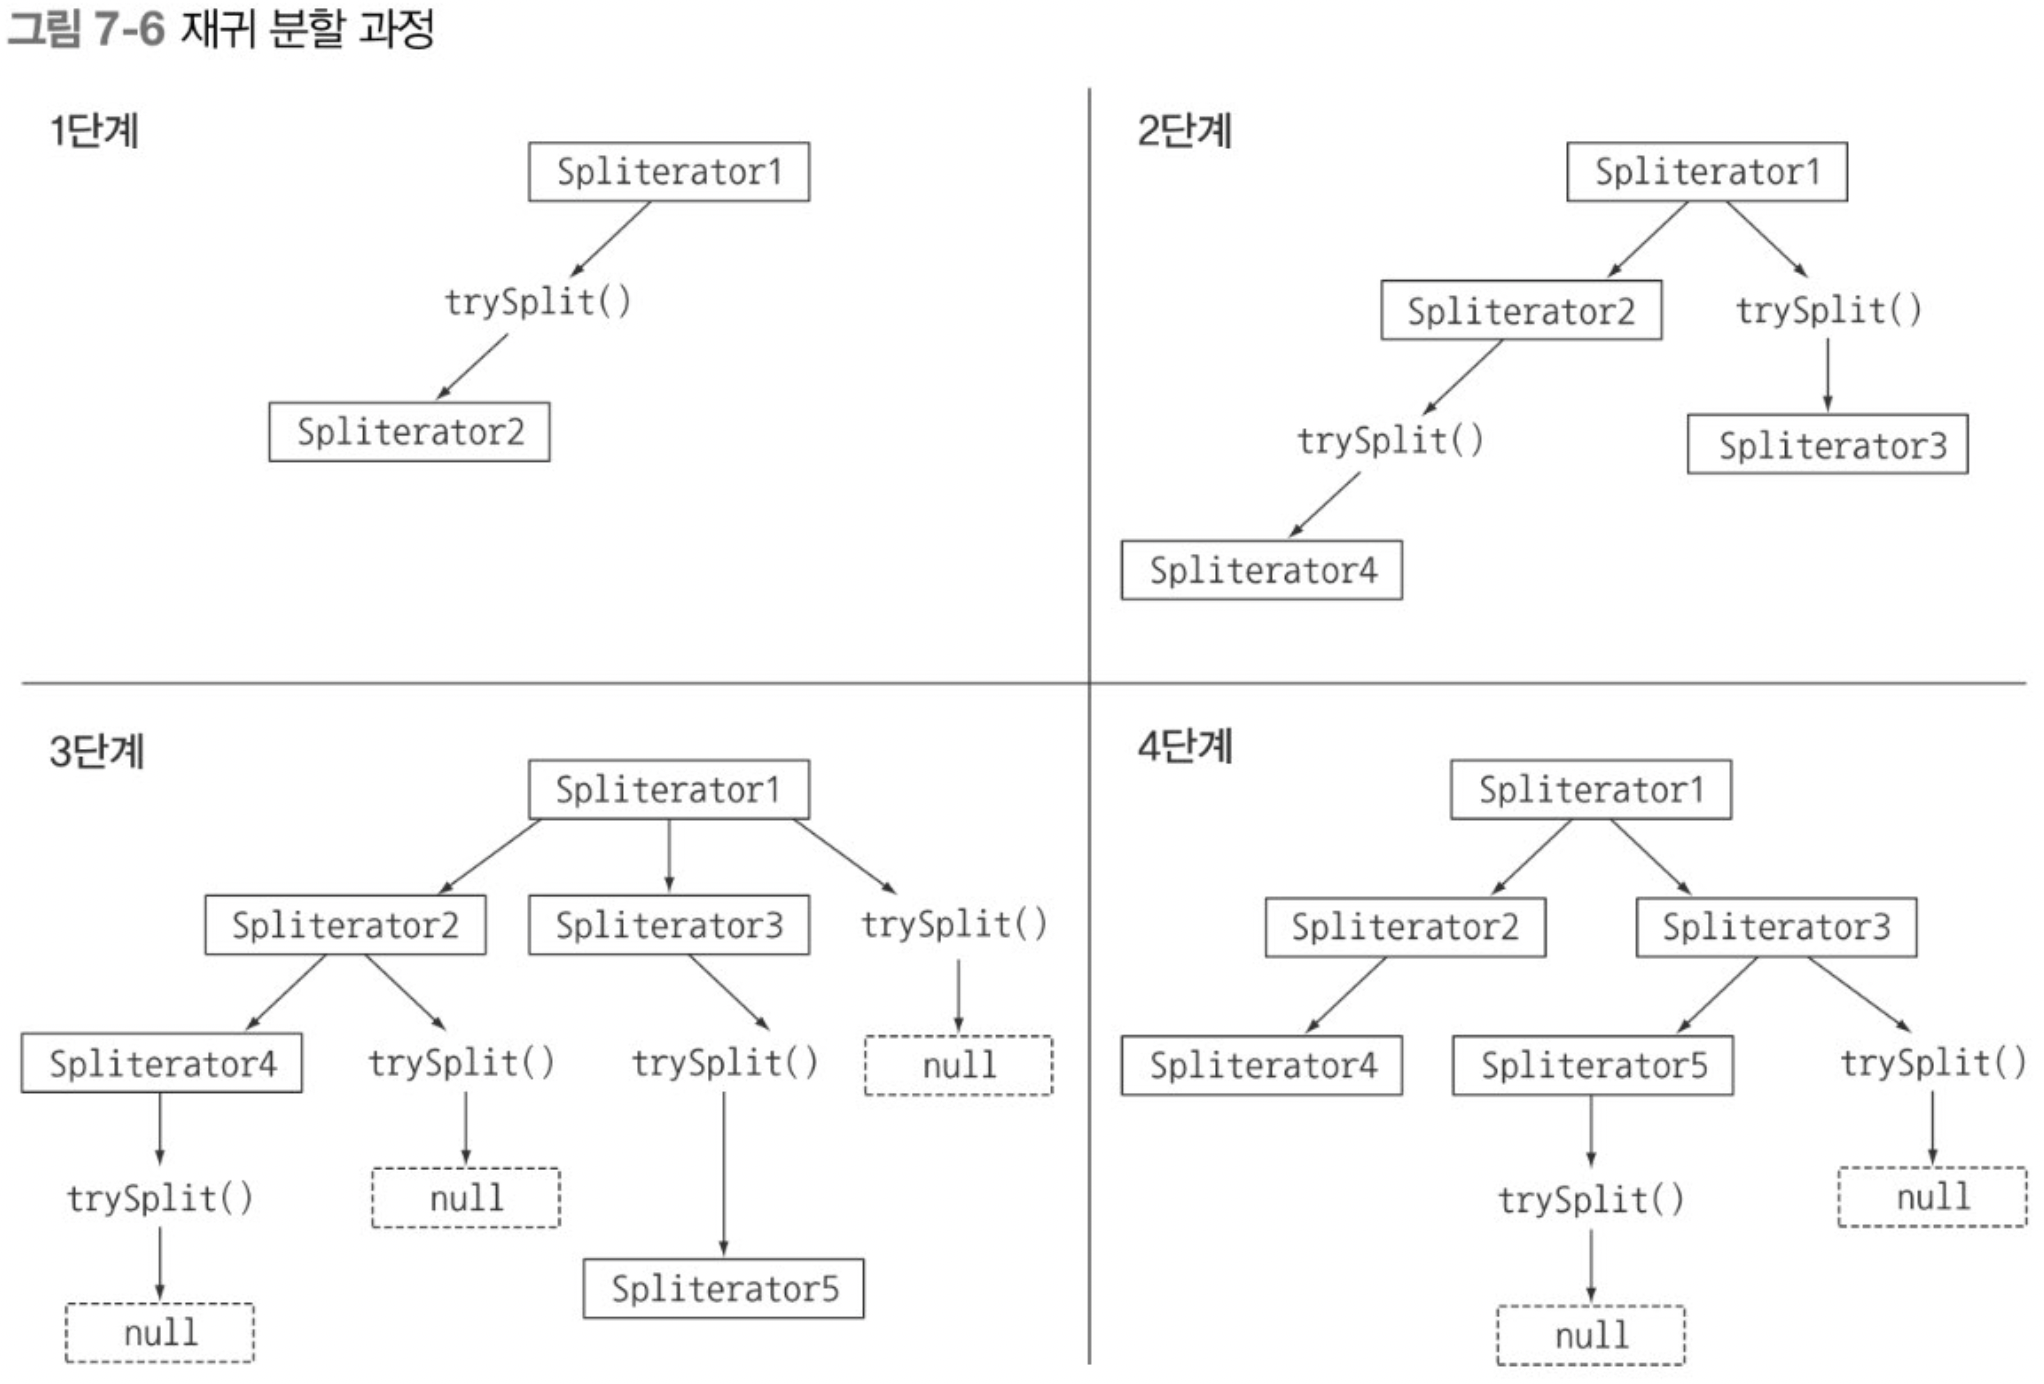 그림 7-6 재귀 분할 과정
1단계
Spliterator1
trySplit()
Spliterator2
2단계
Spliterator1
Spliterator2
trySplit()
trySplit()
Spliterator3
Spliterator4
3단계
Spliterator1
Spliterator2
Spliterator3
trySplit()
Spliterator4
trySplit()
trySplit()
null
trySplit()
null
Spliterator5
null
4단계
Spliterator1
Spliterator2
Spliterator3
Spliterator4
Spliterator5
trySplit()
trySplit()
null
null